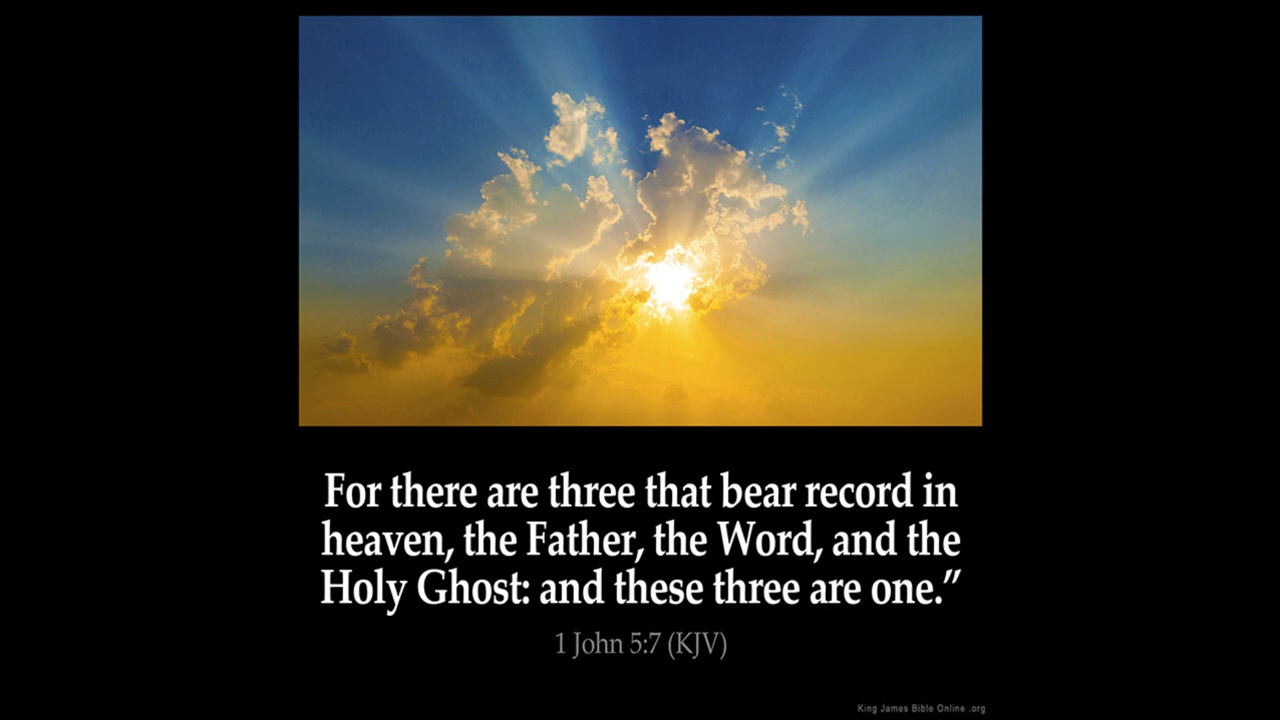 For there are three that bear record in
heaven, the Father, the Word, and the
Holy Ghost: and these three are one.”
1 John 5:7 (KJV)
King James Bible Online .org